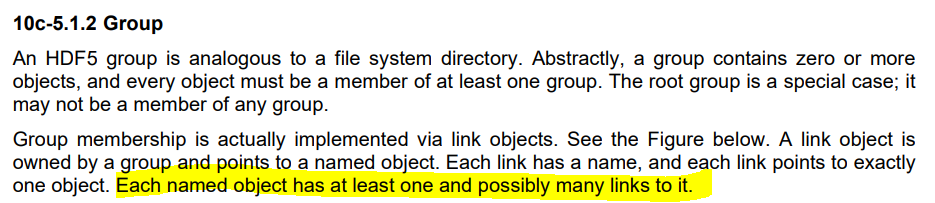 10c-5.1.2 Group
An HDF5 group is analogous to a file system directory. Abstractly, a group contains zero or more
objects, and every object must be a member of at least one group. The root group is a special case; it
may not be a member of any group.
Group membership is actually implemented via link objects. See the Figure below. A link object is
owned by a group and points to a named object. Each link has a name, and each link points to exactly
one object. Each named object has at least one and possibly many links to it.